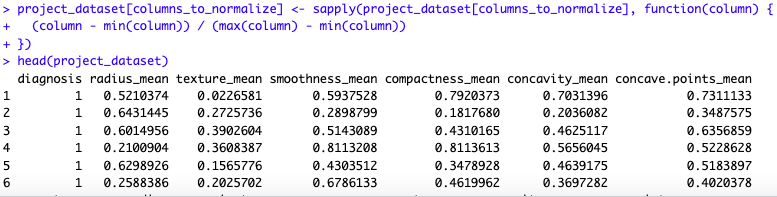 > project_dataset[columns_to_normalize] <- sapply(project_dataset[columns_to_normalize], function(column) {
+   (column - min(column)) / (max(column) - min(column))
+ })
> head(project_dataset)
  diagnosis radius_mean texture_mean smoothness_mean compactness_mean concavity_mean concave.points_mean
1         1   0.5210374    0.0226581       0.5937528        0.7920373      0.7031396           0.7311133
2         1   0.6431445    0.2725736       0.2898799        0.1817680      0.2036082           0.3487575
3         1   0.6014956    0.3902604       0.5143089        0.4310165      0.4625117           0.6356859
4         1   0.2100904    0.3608387       0.8113208        0.8113613      0.5656045           0.5228628
5         1   0.6298926    0.1565776       0.4303512        0.3478928      0.4639175           0.5183897
6         1   0.2588386    0.2025702       0.6786133        0.4619962      0.3697282           0.4020378